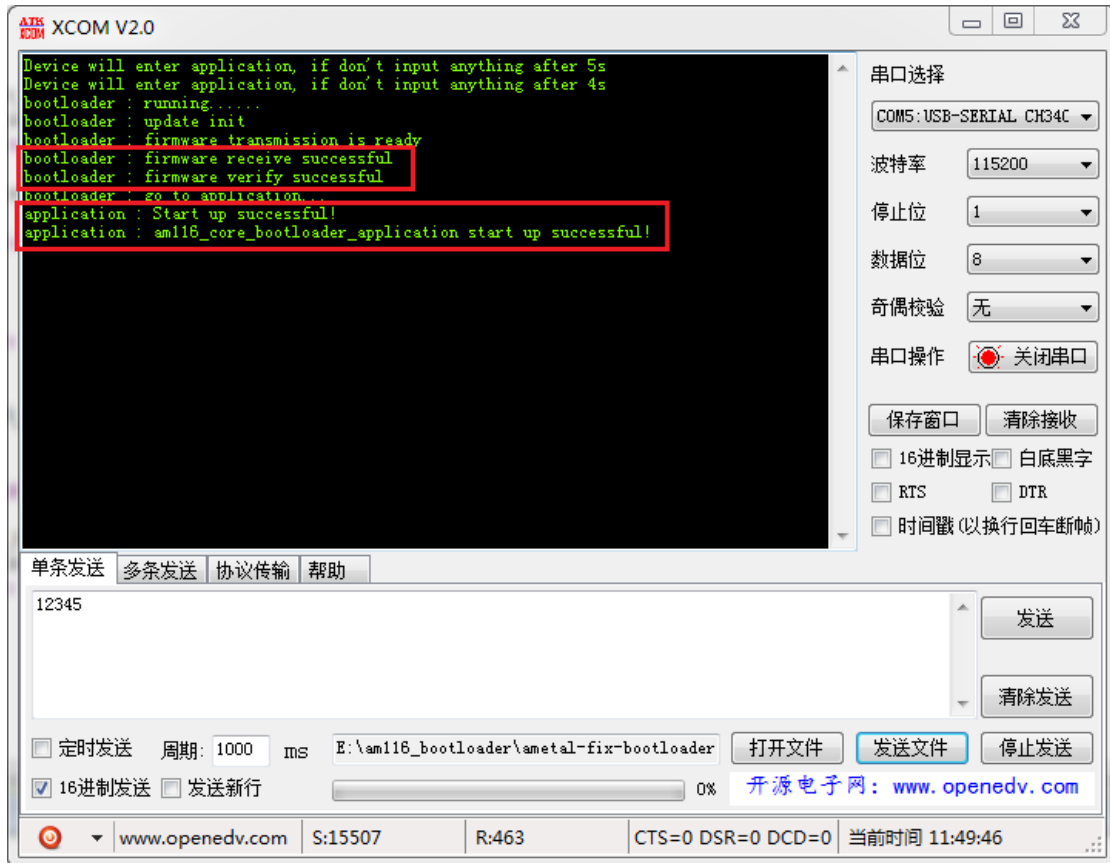 ATK XCOM XCOM V2.0
Device will enter application, if don't input anything after 5s
Device will enter application, if don't input anything after 4s
bootloader : running......
bootloader : update init
bootloader : firmware transmission is ready
bootloader : firmware receive successful
bootloader : firmware verify successful
bootloader : go to application...
application : Start up successful!
application : am116_core_bootloader_application start up successful!
串口选择
COM5:USB-SERIAL CH34
波特率 115200
停止位 1
数据位 8
奇偶校验 无
串口操作 关闭串口
保存窗口 清除接收
16进制显示 白底黑字
RTS DTR
时间戳(以换行回车断帧)
单条发送 多条发送 协议传输 帮助
12345
发送
清除发送
定时发送 周期: 1000 ms E:\am116_bootloader\ametal-fix-bootloader 打开文件 发送文件 停止发送
16进制发送 发送新行 0% 开源电子网: www.openedv.com
www.openedv.com S:15507 R:463 CTS=0 DSR=0 DCD=0 当前时间 11:49:46